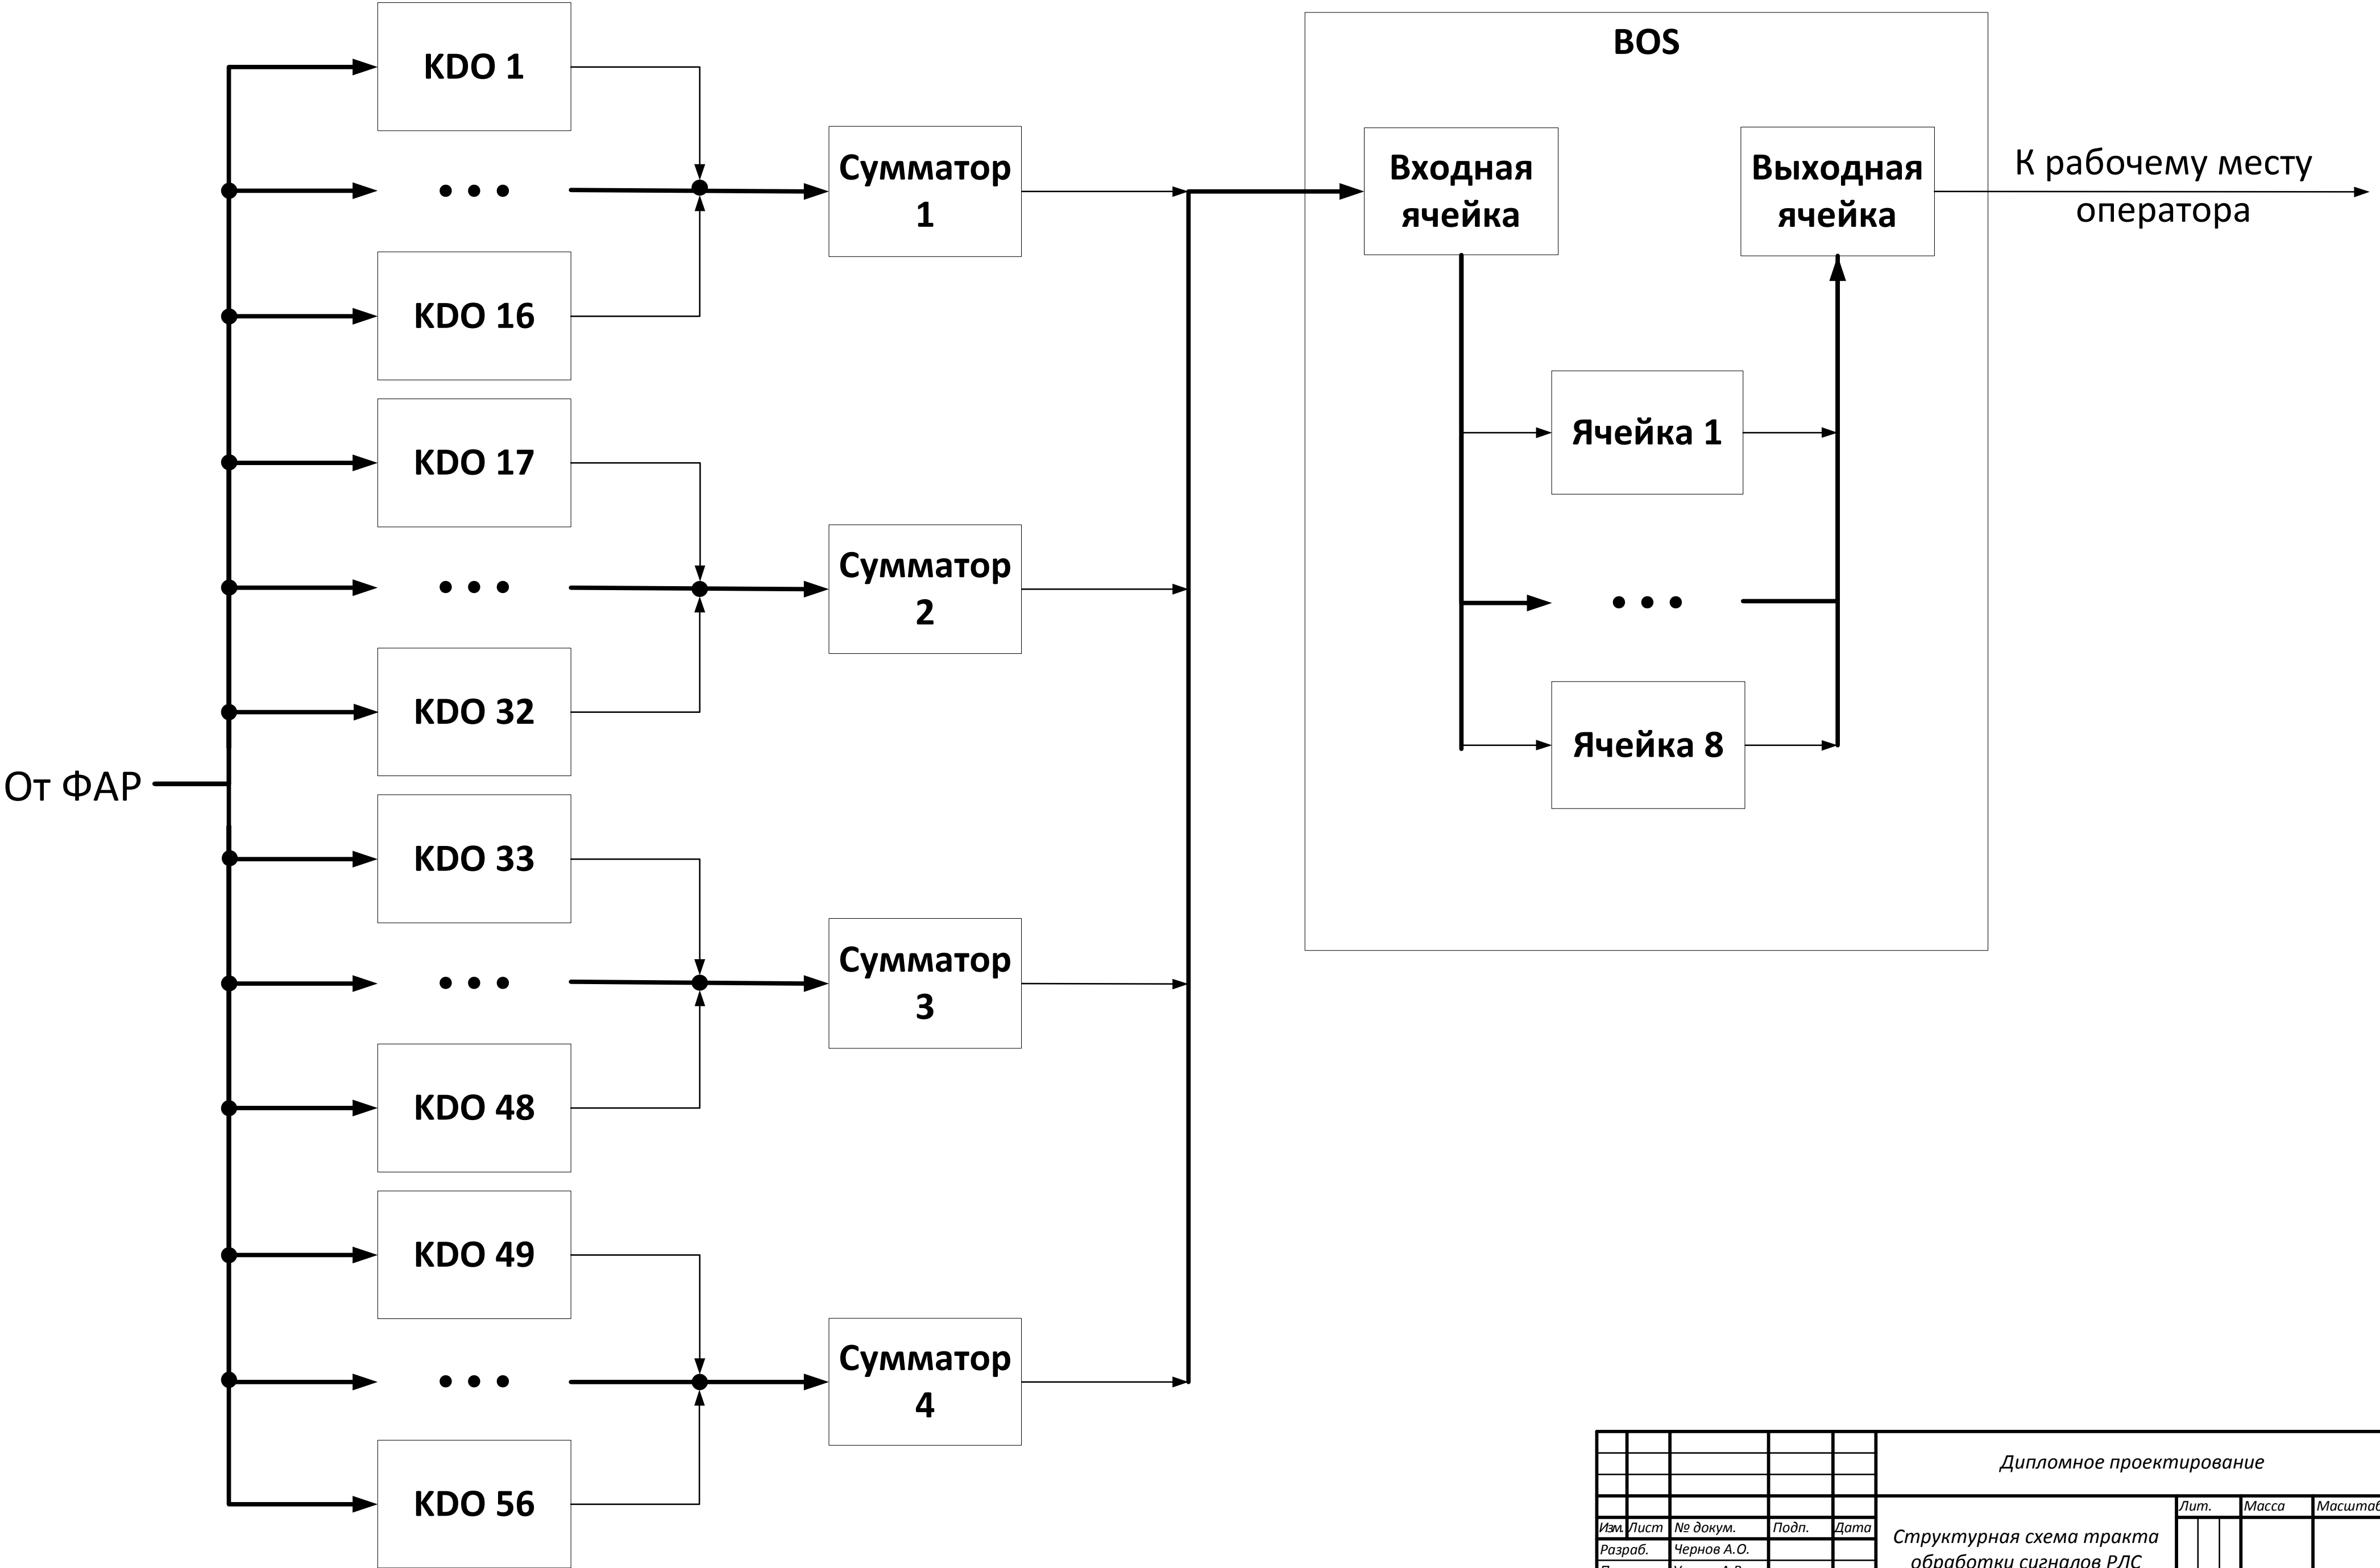 KDO 1
• • •
KDO 16
KDO 17
• • •
KDO 32
От ФАР
KDO 33
• • •
KDO 48
KDO 49
• • •
KDO 56
Сумматор
1
Сумматор
2
Сумматор
3
Сумматор
4
BOS
Входная
ячейка
Выходная
ячейка
Ячейка 1
• • •
Ячейка 8
К рабочему месту
оператора
Дипломное проектирование
Лит. Масса Масштаб
Изм. Лист № докум. Подп. Дата
Разраб. Чернов А.О.
Структурная схема тракта
обработки сигналов РЛС